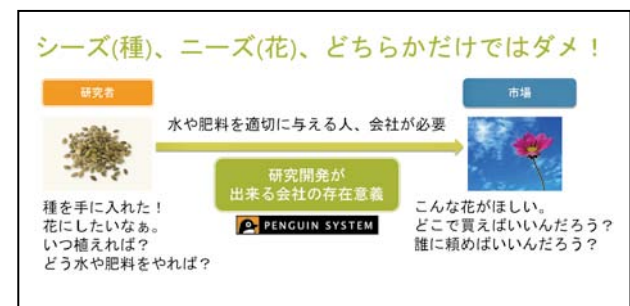 シーズ(種)、ニーズ(花)、どちらかだけではダメ！
研究者
市場
水や肥料を適切に与える人、会社が必要
研究開発が
出来る会社の存在意義
PENGUIN SYSTEM
種を手に入れた！
花にしたいなぁ。
いつ植えれば？
どう水や肥料をやれば？
こんな花がほしい。
どこで買えばいいんだろう？
誰に頼めばいいんだろう？